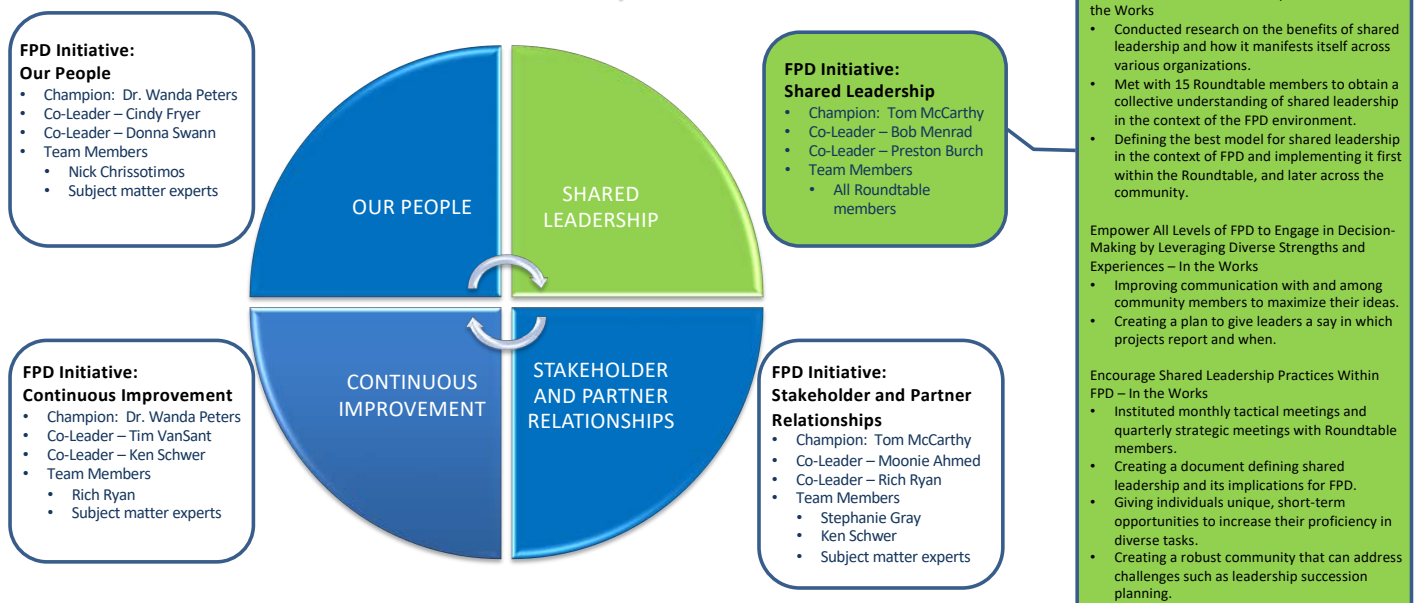 FPD Initiative:
Our People
• Champion: Dr. Wanda Peters
• Co-Leader – Cindy Fryer
• Co-Leader – Donna Swann
• Team Members
• Nick Chrissotimos
• Subject matter experts
OUR PEOPLE
SHARED
LEADERSHIP
FPD Initiative:
Shared Leadership
• Champion: Tom McCarthy
• Co-Leader – Bob Menrad
• Co-Leader – Preston Burch
• Team Members
• All Roundtable
members
FPD Initiative:
Continuous Improvement
• Champion: Dr. Wanda Peters
• Co-Leader – Tim VanSant
• Co-Leader – Ken Schwer
• Team Members
• Rich Ryan
• Subject matter experts
CONTINUOUS
IMPROVEMENT
STAKEHOLDER
AND PARTNER
RELATIONSHIPS
FPD Initiative:
Stakeholder and Partner
Relationships
• Champion: Tom McCarthy
• Co-Leader – Moonie Ahmed
• Co-Leader – Rich Ryan
• Team Members
• Stephanie Gray
• Ken Schwer
• Subject matter experts
the Works
• Conducted research on the benefits of shared
leadership and how it manifests itself across
various organizations.
• Met with 15 Roundtable members to obtain a
collective understanding of shared leadership
in the context of the FPD environment.
• Defining the best model for shared leadership
in the context of FPD and implementing it first
within the Roundtable, and later across the
community.
Empower All Levels of FPD to Engage in Decision-
Making by Leveraging Diverse Strengths and
Experiences – In the Works
• Improving communication with and among
community members to maximize their ideas.
• Creating a plan to give leaders a say in which
projects report and when.
Encourage Shared Leadership Practices Within
FPD – In the Works
• Instituted monthly tactical meetings and
quarterly strategic meetings with Roundtable
members.
• Creating a document defining shared
leadership and its implications for FPD.
• Giving individuals unique, short-term
opportunities to increase their proficiency in
diverse tasks.
• Creating a robust community that can address
challenges such as leadership succession
planning.